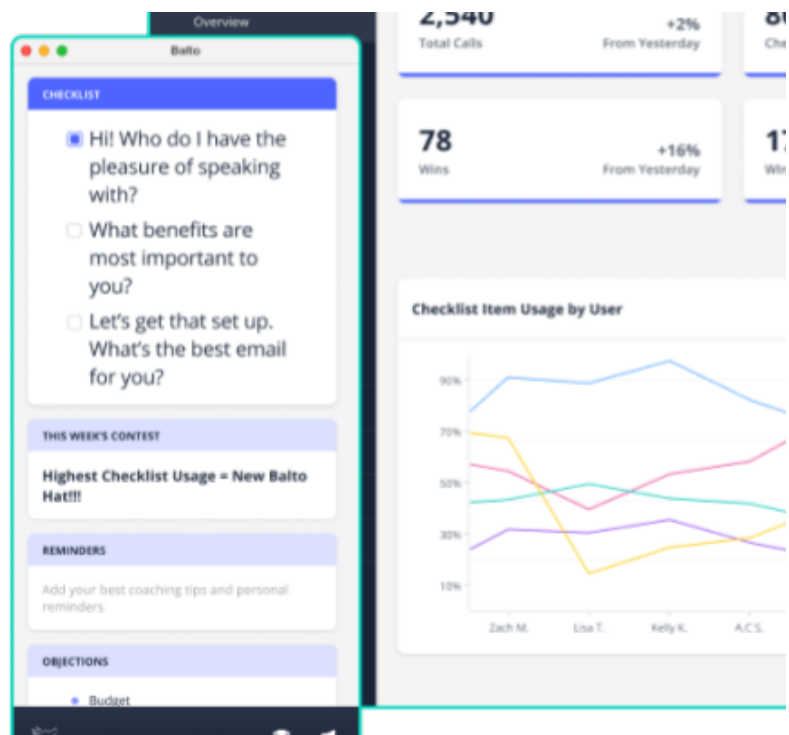 Overview
Balto
CHECKLIST
Hi! Who do I have the
pleasure of speaking
with?
What benefits are
most important to
you?
Let's get that set up.
What's the best email
for you?
THIS WEEK'S CONTEST
Highest Checklist Usage = New Balto
Hat!!!
REMINDERS
Add your best coaching tips and personal
reminders
OBJECTIONS
Budget
2,540
+2%
Total Calls
From Yesterday
78
+16%
Wins
From Yesterday
Checklist Item Usage by User
90%
70%
50%
30%
10%
Zach M.
Lisa T.
Kelly K.
A.C.S.